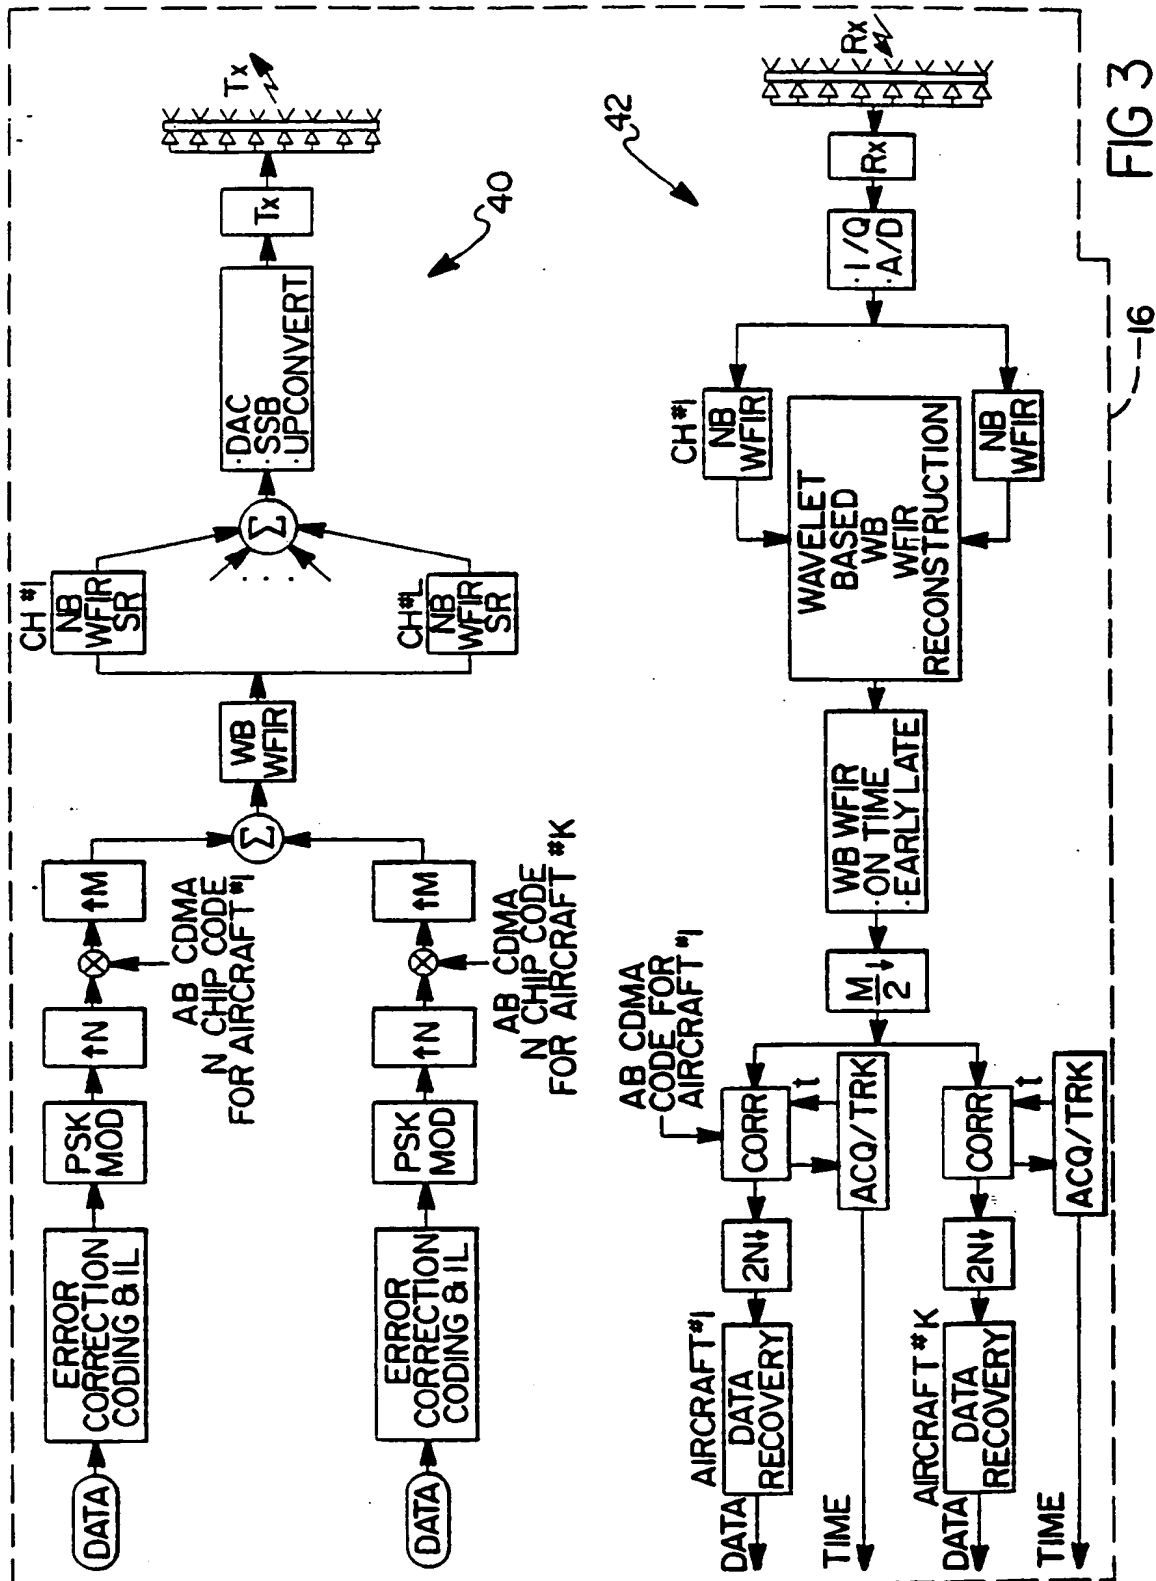 DATA
ERROR
CORRECTION
CODING & IL
PSK
MOD
↑N
AB CDMA
N CHIP CODE
FOR AIRCRAFT #1
↑M
DATA
ERROR
CORRECTION
CODING & IL
PSK
MOD
↑N
AB CDMA
N CHIP CODE
FOR AIRCRAFT #K
↑M
Σ
WB
WFIR
CH #1
NB
WFIR
SR
CH #L
NB
WFIR
SR
. . .
Σ
·DAC
·SSB
·UPCONVERT
Tx
Tx
40
42
Rx
Rx
·I/Q
·A/D
CH #1
NB
WFIR
NB
WFIR
WAVELET
BASED
WB
WFIR
RECONSTRUCTION
WB WFIR
·ON TIME
·EARLY LATE
M/2 ↓
AB CDMA
CODE FOR
AIRCRAFT #1
CORR
t
ACQ/TRK
2N↓
AIRCRAFT #1
DATA
RECOVERY
DATA
TIME
CORR
t
ACQ/TRK
2N↓
AIRCRAFT #K
DATA
RECOVERY
DATA
TIME
16
FIG 3